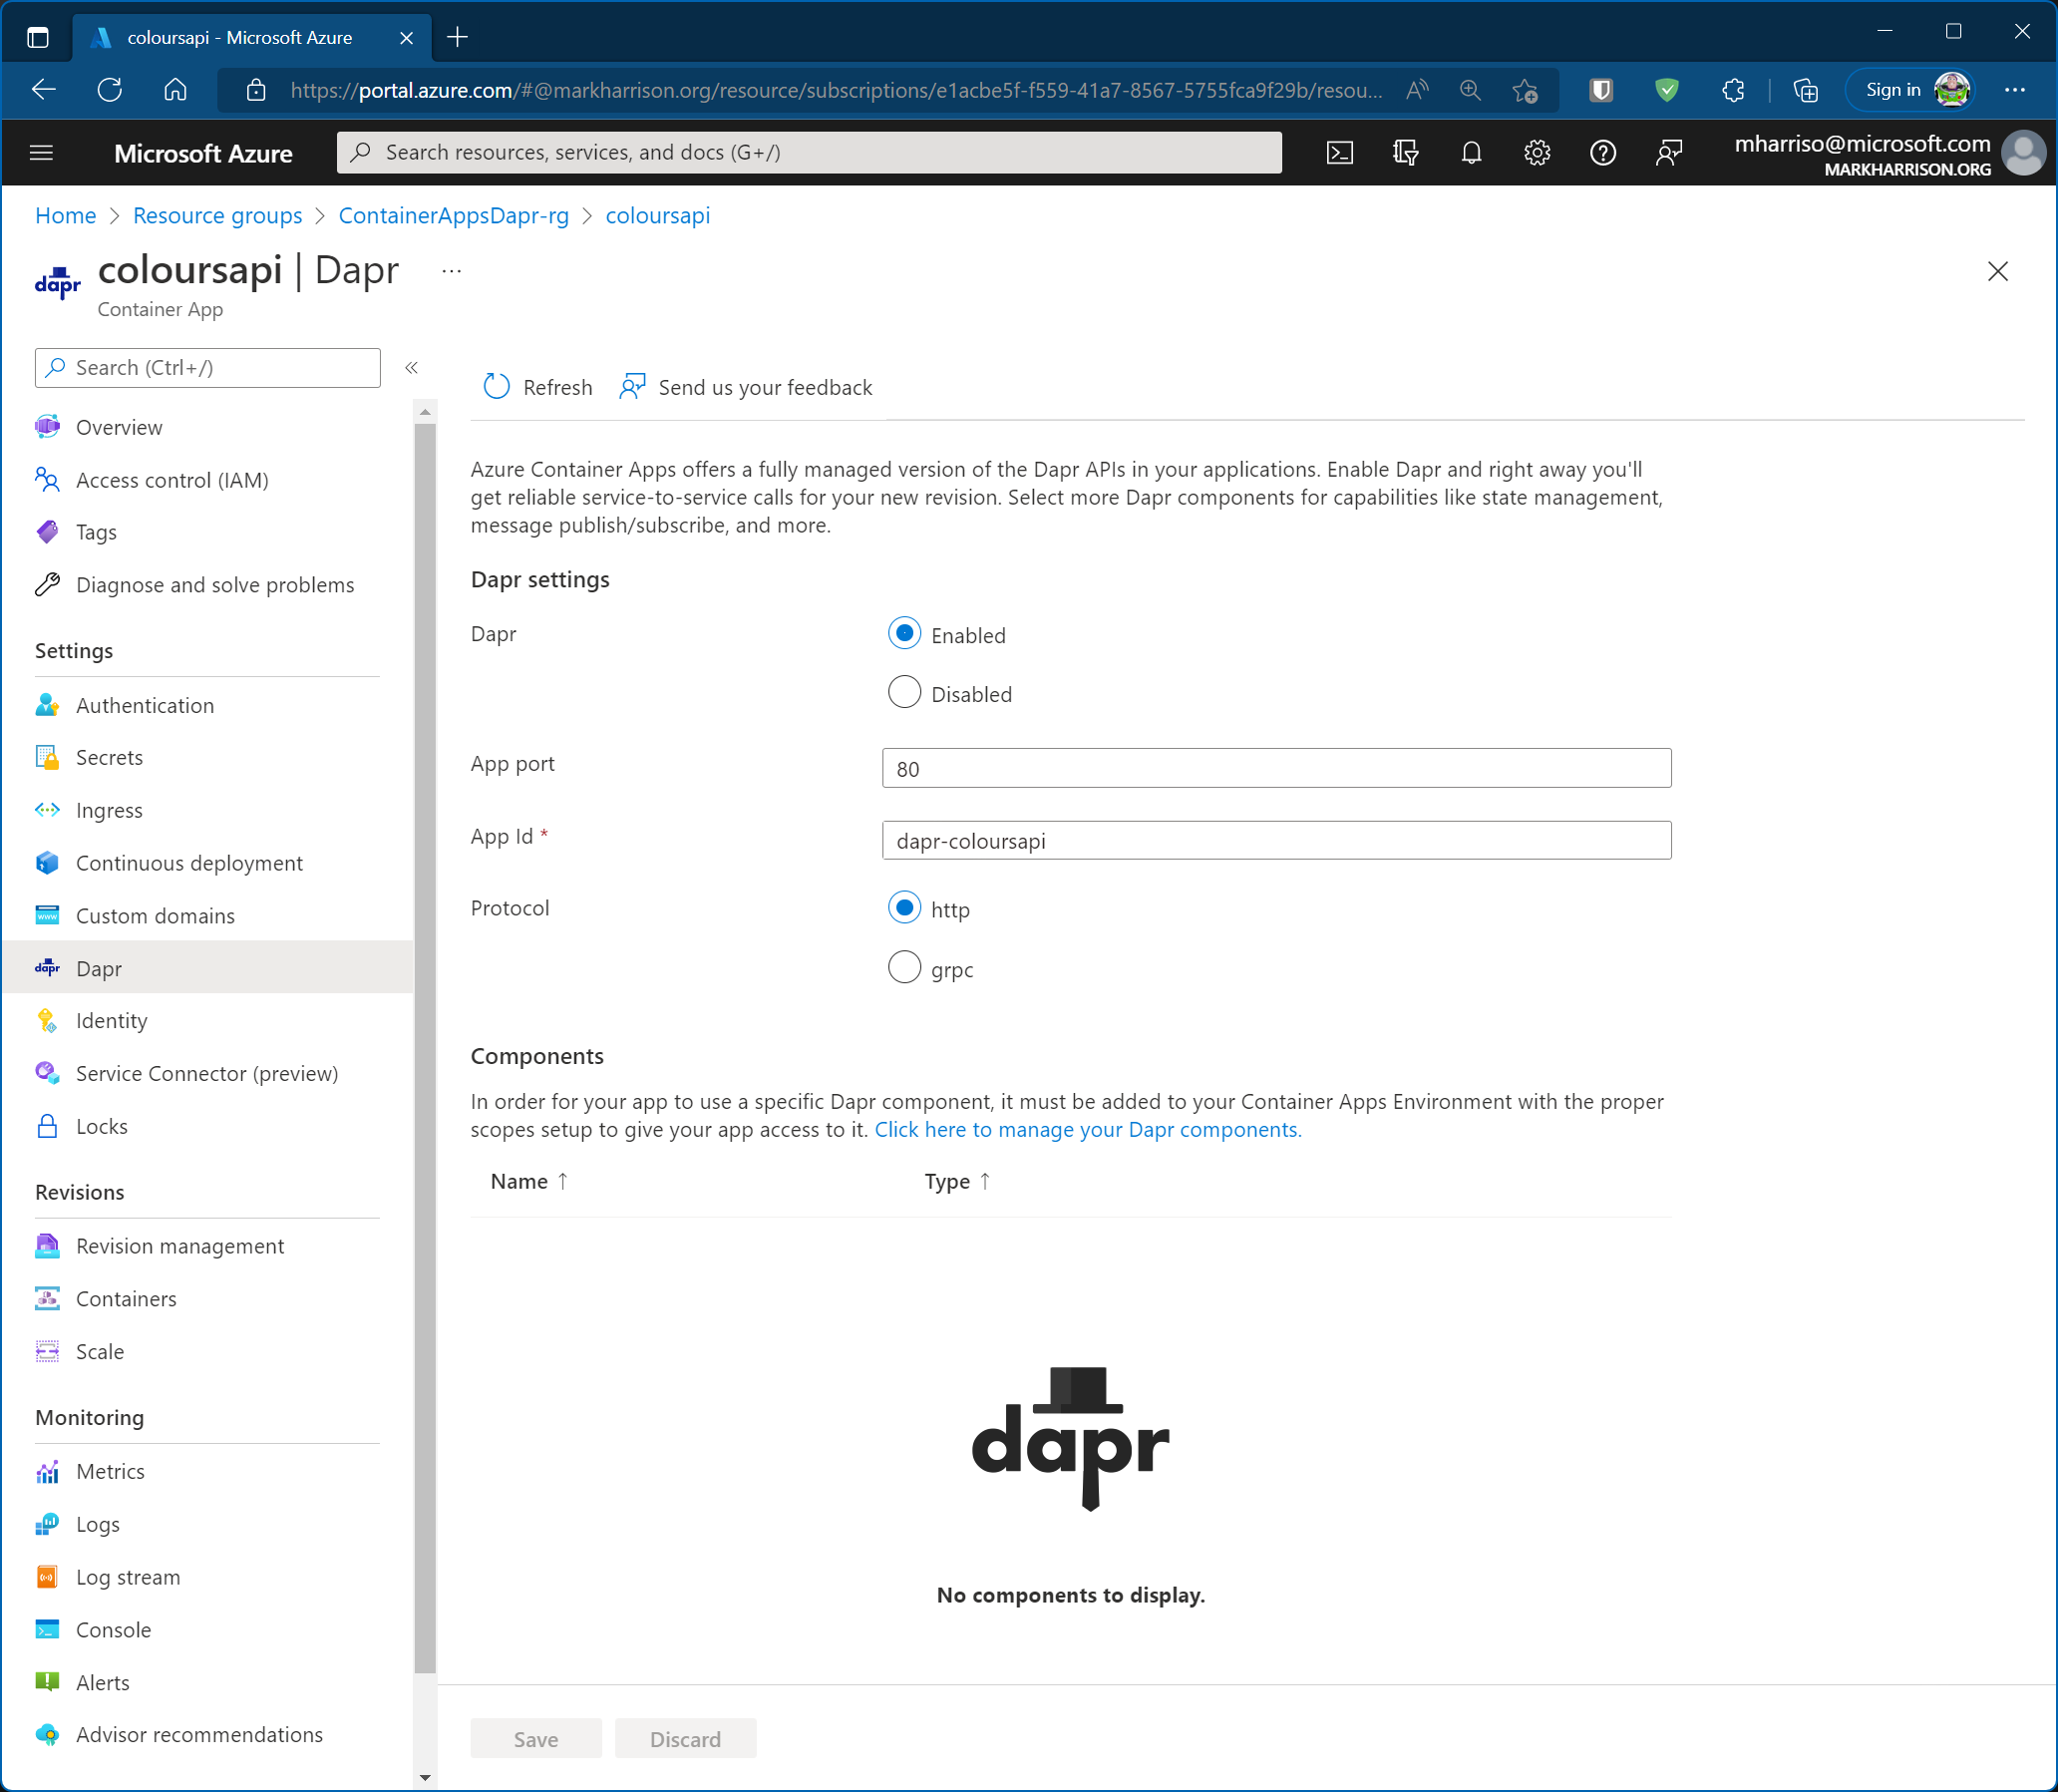 coloursapi - Microsoft Azure
https://portal.azure.com/#@markharrison.org/resource/subscriptions/e1acbe5f-f559-41a7-8567-5755fca9f29b/resou...
Sign in
Microsoft Azure
Search resources, services, and docs (G+/)
mharriso@microsoft.com
MARKHARRISON.ORG
Home > Resource groups > ContainerAppsDapr-rg > coloursapi
dapr
coloursapi | Dapr ...
Container App
Search (Ctrl+/)
«
Overview
Access control (IAM)
Tags
Diagnose and solve problems
Settings
Authentication
Secrets
Ingress
Continuous deployment
Custom domains
dapr Dapr
Identity
Service Connector (preview)
Locks
Revisions
Revision management
Containers
Scale
Monitoring
Metrics
Logs
Log stream
Console
Alerts
Advisor recommendations
Refresh
Send us your feedback
Azure Container Apps offers a fully managed version of the Dapr APIs in your applications. Enable Dapr and right away you'll
get reliable service-to-service calls for your new revision. Select more Dapr components for capabilities like state management,
message publish/subscribe, and more.
Dapr settings
Dapr
Enabled
Disabled
App port
80
App Id *
dapr-coloursapi
Protocol
http
grpc
Components
In order for your app to use a specific Dapr component, it must be added to your Container Apps Environment with the proper
scopes setup to give your app access to it. Click here to manage your Dapr components.
Name ↑
Type ↑
dapr
No components to display.
Save
Discard